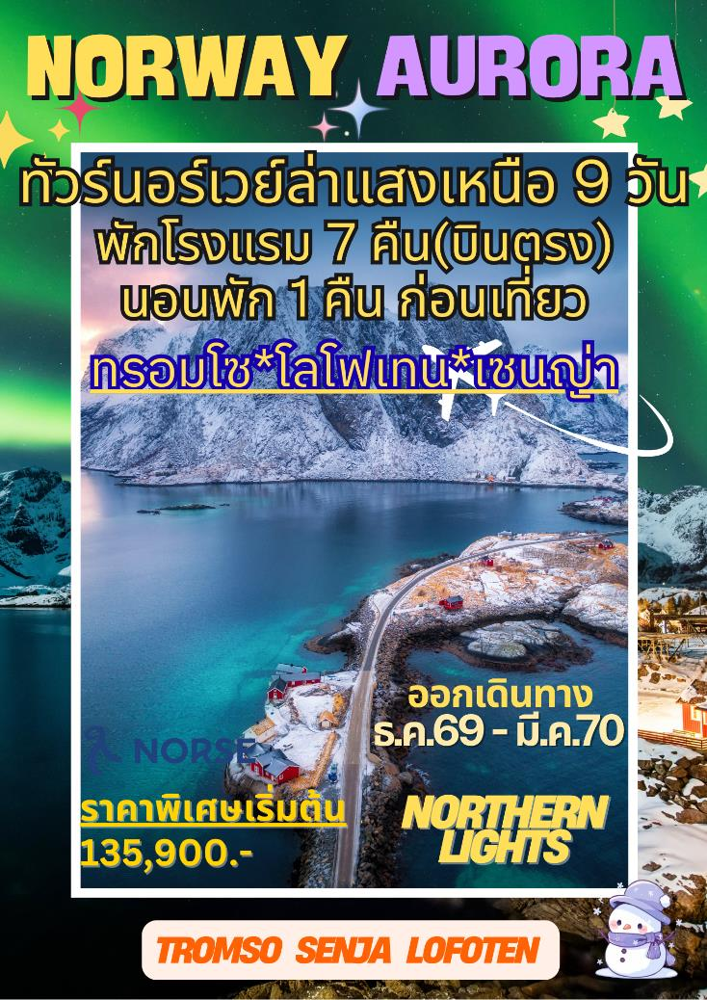 NORWAY AURORA
ทัวร์นอร์เวย์ล่าแสงเหนือ 9 วัน
พักโรงแรม 7 คืน(บินตรง)
นอนพัก 1 คืน ก่อนเที่ยว
ทรอมโซ*โลโฟเทน*เซนญ่า
ออกเดินทาง
ธ.ค.69 - มี.ค.70
NORSE
ราคาพิเศษเริ่มต้น
135,900.-
NORTHERN
LIGHTS
TROMSO SENJA LOFOTEN